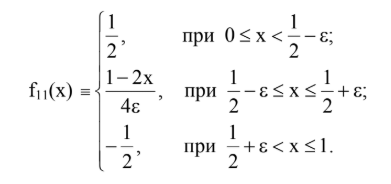 f₁₁(x) ≡ { 1/2, при 0 ≤ x < 1/2 − ε;
(1−2x)/(4ε), при 1/2 − ε ≤ x ≤ 1/2 + ε;
−1/2, при 1/2 + ε < x ≤ 1.